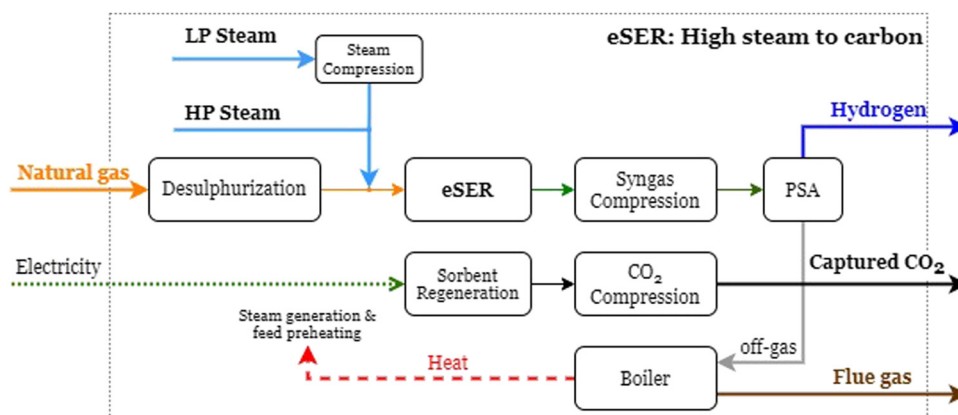 LP Steam
Steam
Compression
eSER: High steam to carbon
HP Steam
Hydrogen
Natural gas
Desulphurization
eSER
Syngas
Compression
PSA
Electricity
Sorbent
Regeneration
CO₂
Compression
Captured CO₂
Steam generation &
feed preheating
Heat
Boiler
off-gas
Flue gas